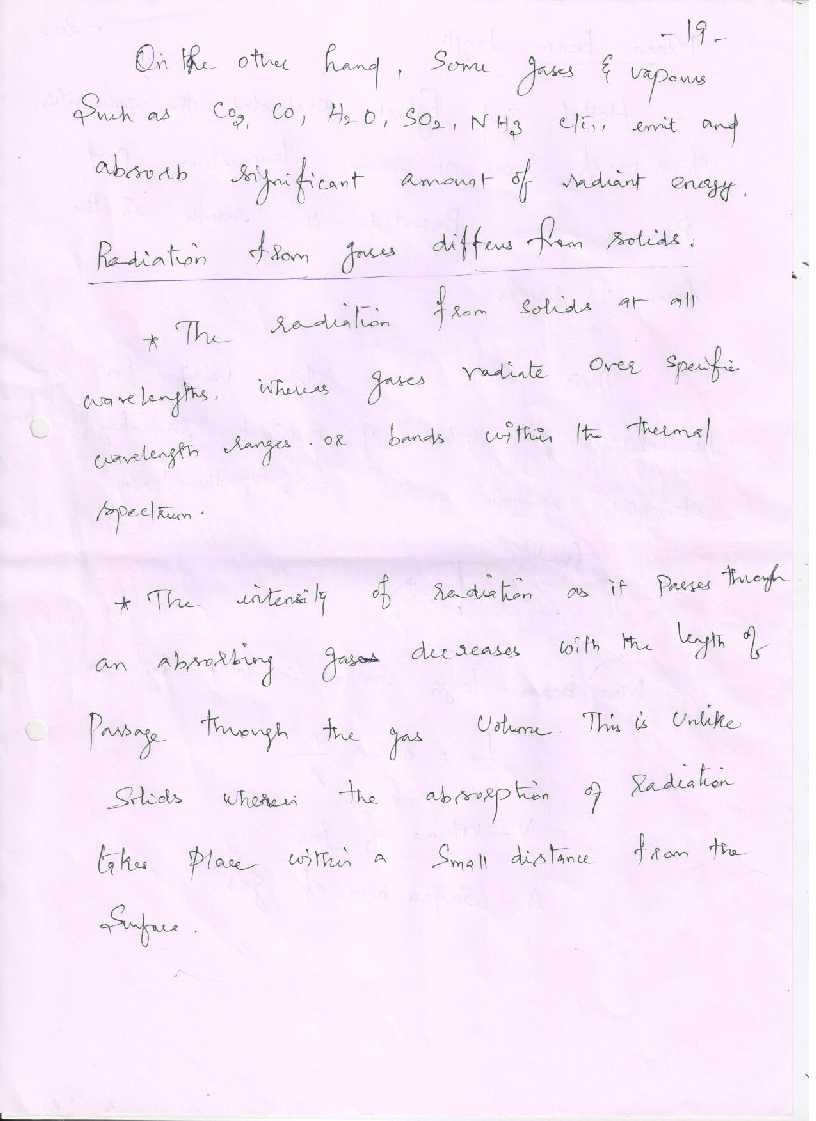 - 19 -
On the other hand, Some gases & vapours
Such as CO2, CO, H2O, SO2, NH3 etc., emit and
absorb significant amount of radiant energy.
Radiation from gases differs from solids.
* The radiation from solids at all
wavelengths, whereas gases radiate over specific
wavelength ranges. or bands within the thermal
spectrum.
* The intensity of radiation as it passes through
an absorbing gas decreases with the length of
Passage through the gas Volume. This is Unlike
Solids wherein the absorption of radiation
takes place within a Small distance from the
Surface.